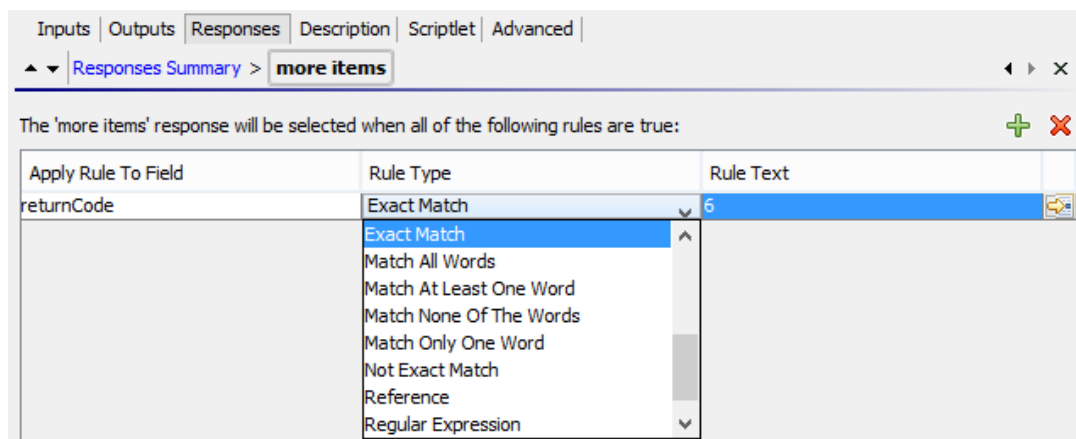 Inputs Outputs Responses Description Scriptlet Advanced
Responses Summary > more items
The 'more items' response will be selected when all of the following rules are true:
Apply Rule To Field Rule Type Rule Text
returnCode Exact Match 6
Exact Match
Match All Words
Match At Least One Word
Match None Of The Words
Match Only One Word
Not Exact Match
Reference
Regular Expression